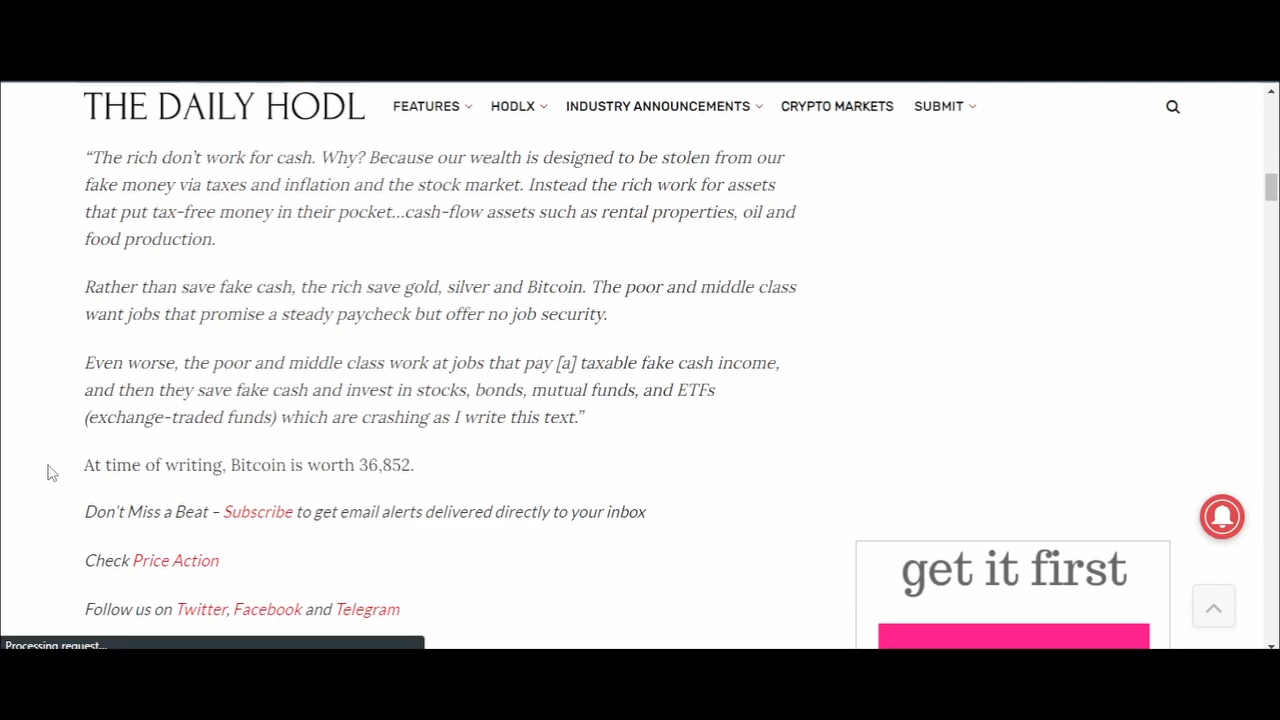 THE DAILY HODL FEATURES HODLX INDUSTRY ANNOUNCEMENTS CRYPTO MARKETS SUBMIT
“The rich don’t work for cash. Why? Because our wealth is designed to be stolen from our
fake money via taxes and inflation and the stock market. Instead the rich work for assets
that put tax-free money in their pocket…cash-flow assets such as rental properties, oil and
food production.
Rather than save fake cash, the rich save gold, silver and Bitcoin. The poor and middle class
want jobs that promise a steady paycheck but offer no job security.
Even worse, the poor and middle class work at jobs that pay [a] taxable fake cash income,
and then they save fake cash and invest in stocks, bonds, mutual funds, and ETFs
(exchange-traded funds) which are crashing as I write this text.”
At time of writing, Bitcoin is worth 36,852.
Don't Miss a Beat – Subscribe to get email alerts delivered directly to your inbox
Check Price Action
Follow us on Twitter, Facebook and Telegram
get it first
Processing request...